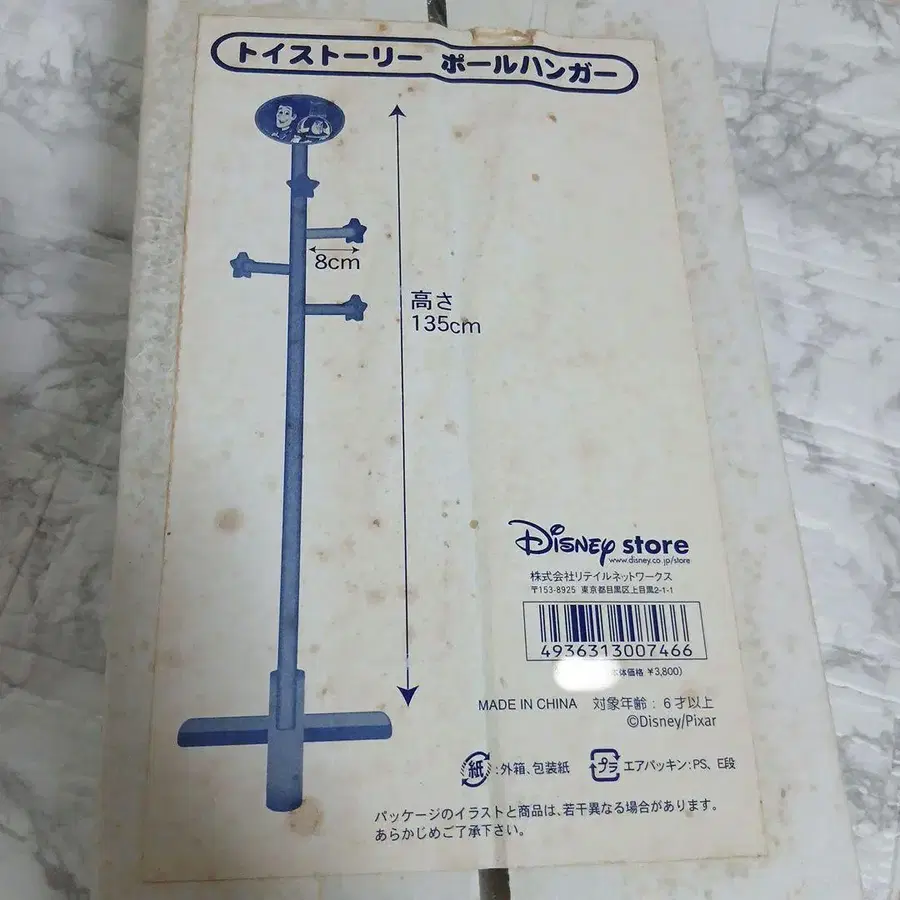 トイストーリー ポールハンガー
8cm
高さ
135cm
Disney store
www.disney.co.jp/store
株式会社リテイルネットワークス
〒153-8925 東京都目黒区上目黒2-1-1
4936313007466
体価格 ¥3,800)
MADE IN CHINA 対象年齢：6才以上
©Disney/Pixar
紙:外箱、包装紙 プラ エアパッキン:PS、E段
パッケージのイラストと商品は、若干異なる場合があります。
あらかじめご了承下さい。